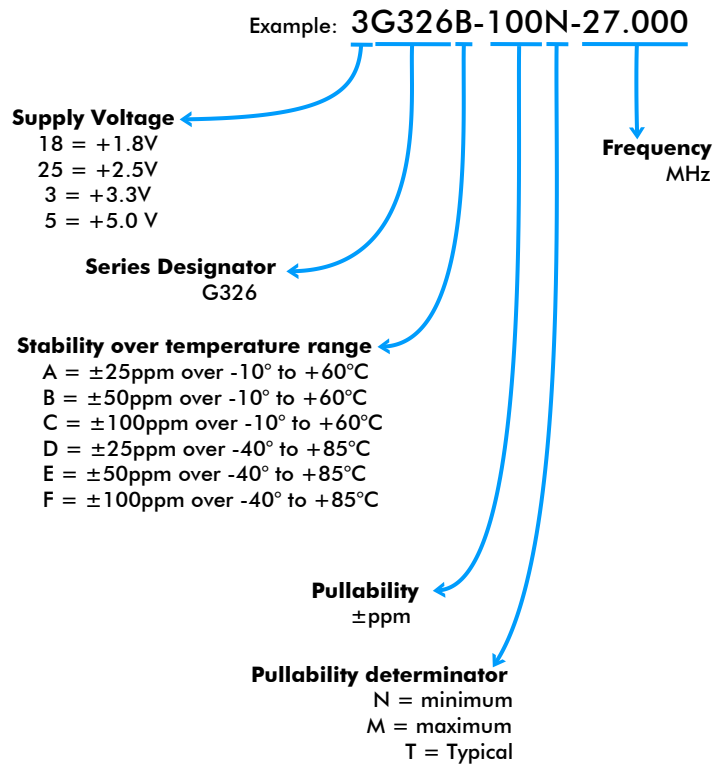 Example: 3G326B-100N-27.000
Supply Voltage
18 = +1.8V
25 = +2.5V
3 = +3.3V
5 = +5.0 V
Frequency
MHz
Series Designator
G326
Stability over temperature range
A = ±25ppm over -10° to +60°C
B = ±50ppm over -10° to +60°C
C = ±100ppm over -10° to +60°C
D = ±25ppm over -40° to +85°C
E = ±50ppm over -40° to +85°C
F = ±100ppm over -40° to +85°C
Pullability
±ppm
Pullability determinator
N = minimum
M = maximum
T = Typical